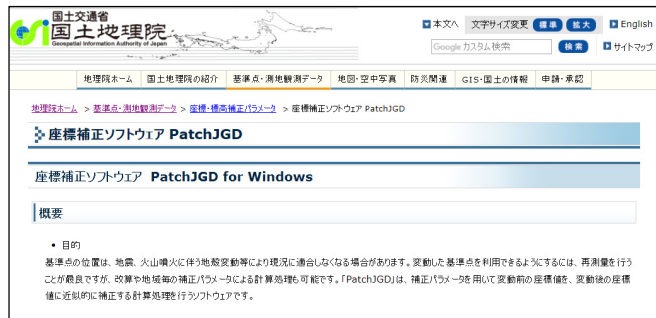 国土交通省
国土地理院
Geospatial Information Authority of Japan
本文へ 文字サイズ変更 標準 拡大 English
Google カスタム検索 検索 サイトマップ
地理院ホーム 国土地理院の紹介 基準点・測地観測データ 地図・空中写真 防災関連 GIS・国土の情報 申請・承認
地理院ホーム > 基準点・測地観測データ > 座標・標高補正パラメータ > 座標補正ソフトウェア PatchJGD
座標補正ソフトウェア PatchJGD
座標補正ソフトウェア PatchJGD for Windows
概要
• 目的
基準点の位置は、地震、火山噴火に伴う地殻変動等により現況に適合しなくなる場合があります。変動した基準点を利用できるようにするには、再測量を行う
ことが最良ですが、改算や地域毎の補正パラメータによる計算処理も可能です。「PatchJGD」は、補正パラメータを用いて変動前の座標値を、変動後の座標
値に近似的に補正する計算処理を行うソフトウェアです。